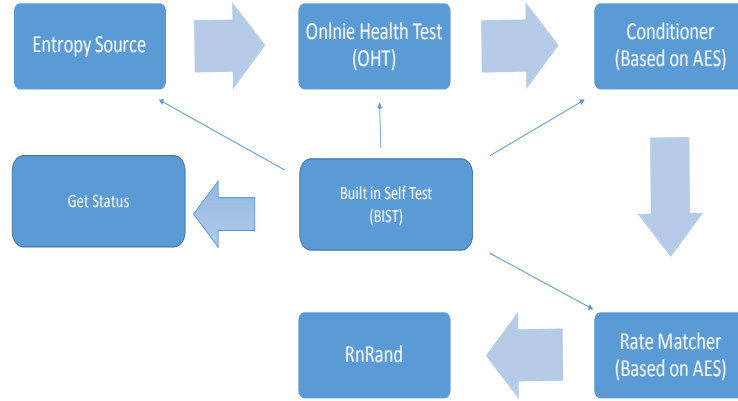 Entropy Source
Onlnie Health Test
(OHT)
Conditioner
(Based on AES)
Get Status
Built in Self Test
(BIST)
RnRand
Rate Matcher
(Based on AES)